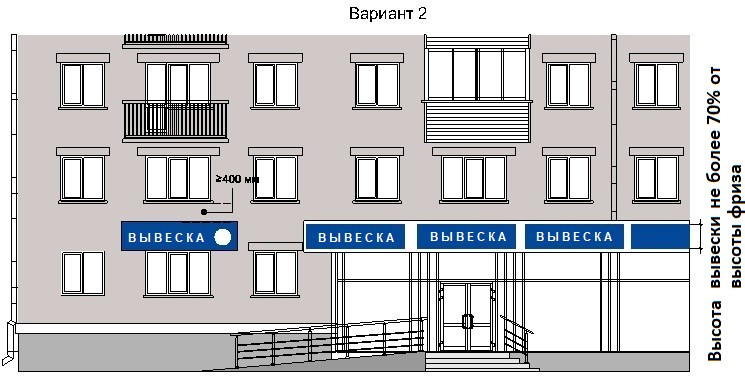 Вариант 2
≥400 мм
ВЫВЕСКА
ВЫВЕСКА
ВЫВЕСКА
ВЫВЕСКА
Высота вывески не более 70% от
высоты фриза